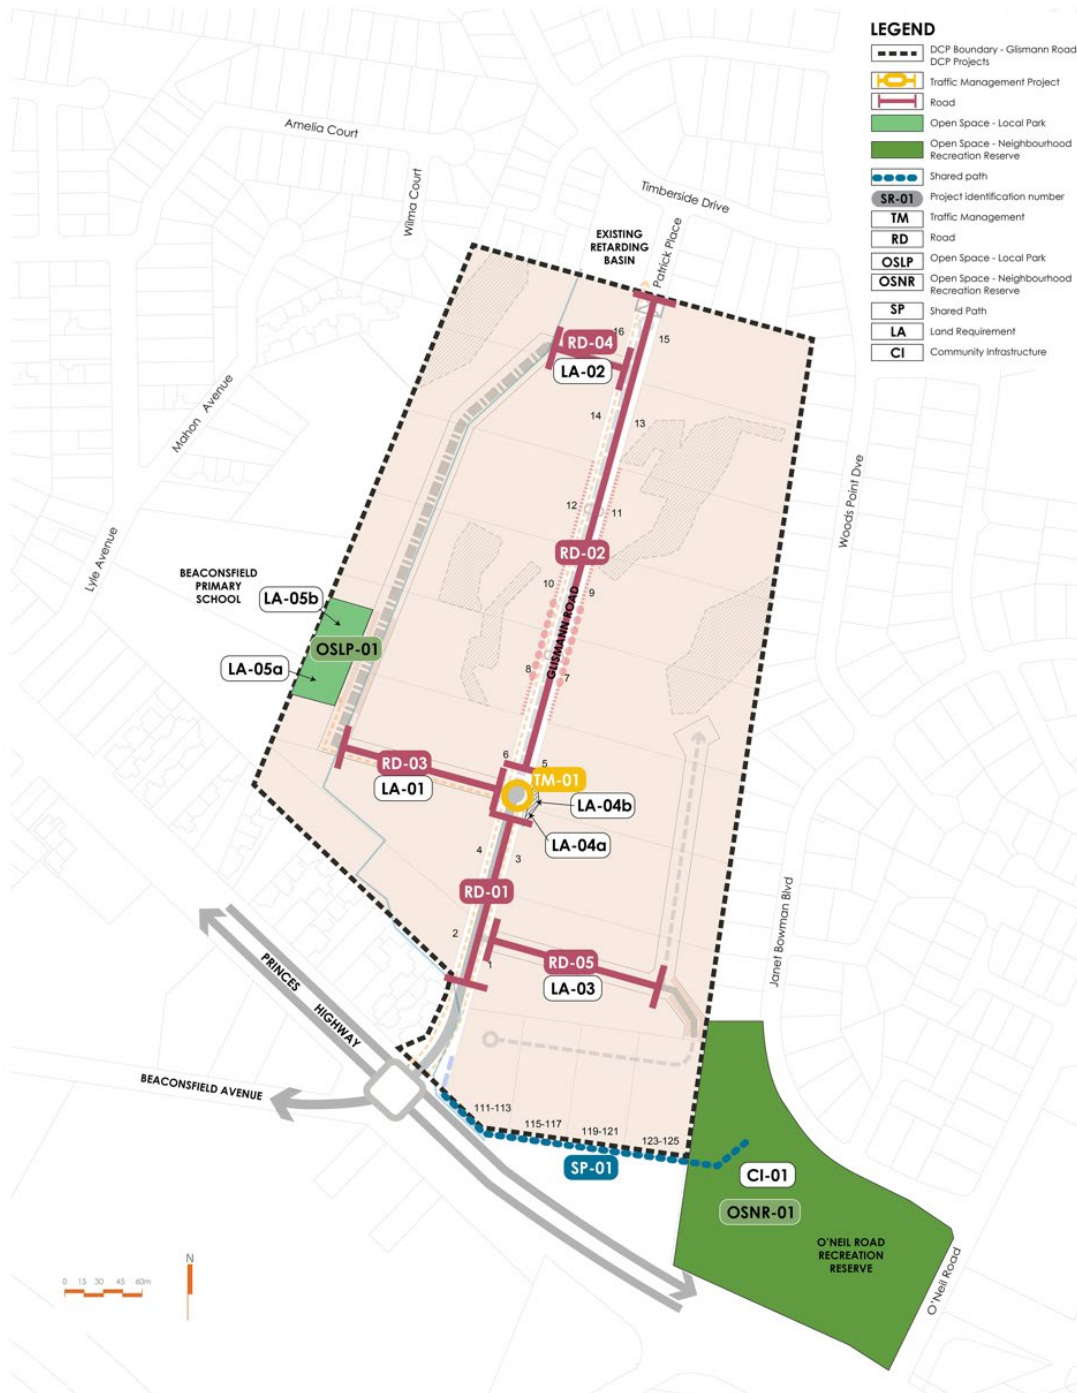 LEGEND
DCP Boundary - Glismann Road
DCP Projects
Traffic Management Project
Road
Open Space - Local Park
Open Space - Neighbourhood
Recreation Reserve
Shared path
SR-01 Project identification number
TM Traffic Management
RD Road
OSLP Open Space - Local Park
OSNR Open Space - Neighbourhood
Recreation Reserve
SP Shared Path
LA Land Requirement
CI Community Infrastructure
Amelia Court
Wilma Court
Timberside Drive
EXISTING
RETARDING
BASIN
Patrick Place
16
15
RD-04
LA-02
Mahon Avenue
14
13
Woods Point Dve
12
11
Lyle Avenue
RD-02
BEACONSFIELD
PRIMARY
SCHOOL
LA-05b
10
9
GLISMANN ROAD
OSLP-01
LA-05a
8
7
6
5
RD-03
LA-01
TM-01
LA-04b
LA-04a
4
3
RD-01
2
1
RD-05
LA-03
Janet Bowman Blvd
PRINCES
HIGHWAY
BEACONSFIELD AVENUE
111-113
115-117
119-121
123-125
SP-01
CI-01
OSNR-01
O'NEIL ROAD
RECREATION
RESERVE
O'Neil Road
N
0 15 30 45 60m